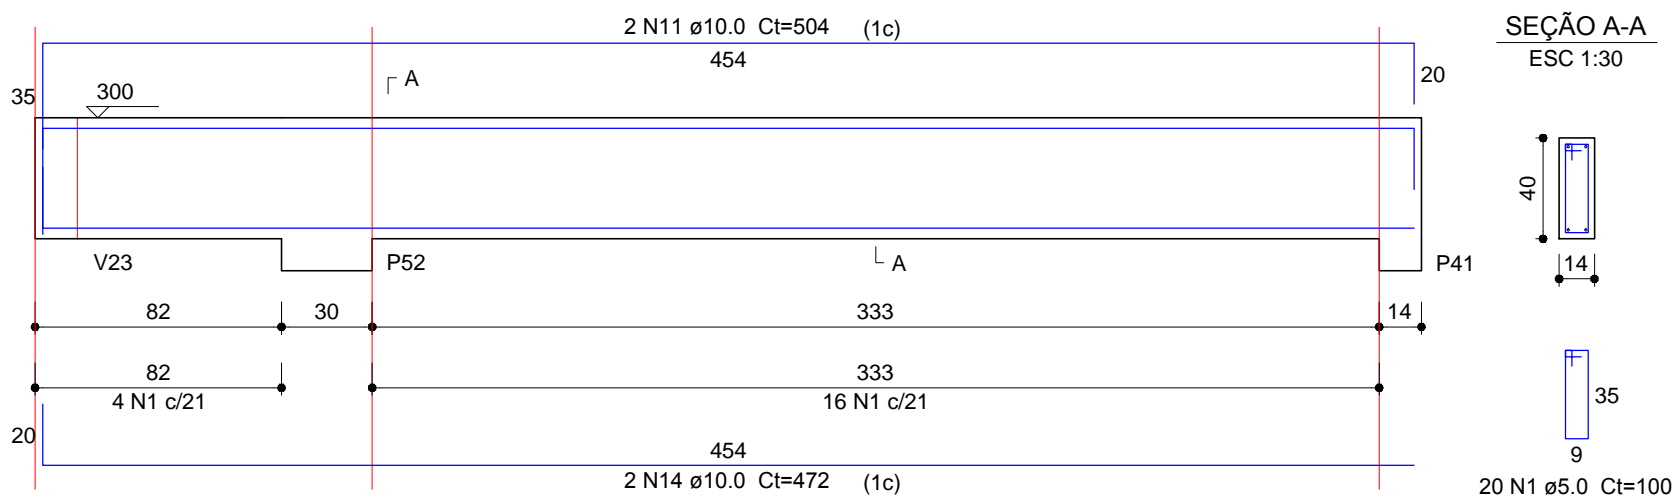 2 N11 ø10.0 Ct=504 (1c)
454
SEÇÃO A-A
ESC 1:30
A
20
35
300
40
14
V23
P52
A
P41
82
30
333
14
82
4 N1 c/21
333
16 N1 c/21
35
9
20 N1 ø5.0 Ct=100
20
454
2 N14 ø10.0 Ct=472 (1c)